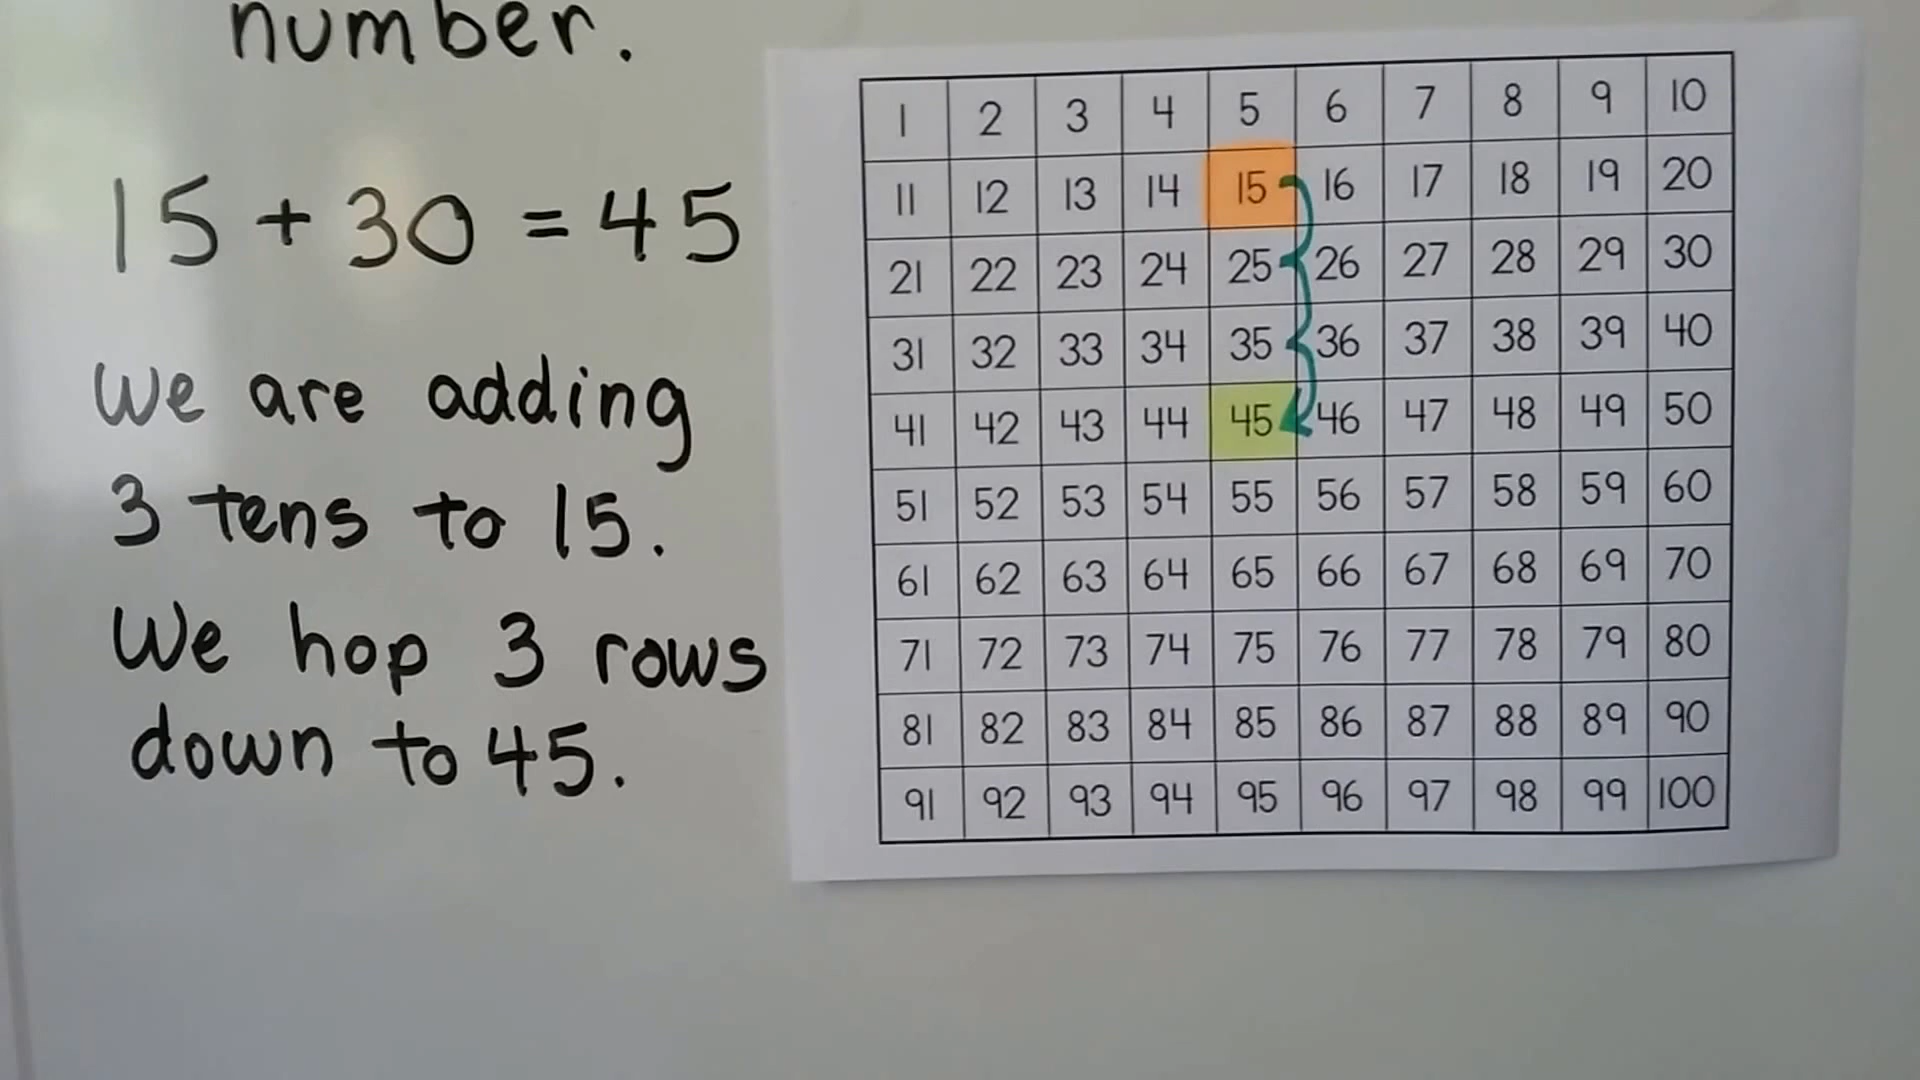 number.
15 + 30 = 45
We are adding
3 tens to 15.
We hop 3 rows
down to 45.
1 2 3 4 5 6 7 8 9 10
11 12 13 14 15 16 17 18 19 20
21 22 23 24 25 26 27 28 29 30
31 32 33 34 35 36 37 38 39 40
41 42 43 44 45 46 47 48 49 50
51 52 53 54 55 56 57 58 59 60
61 62 63 64 65 66 67 68 69 70
71 72 73 74 75 76 77 78 79 80
81 82 83 84 85 86 87 88 89 90
91 92 93 94 95 96 97 98 99 100